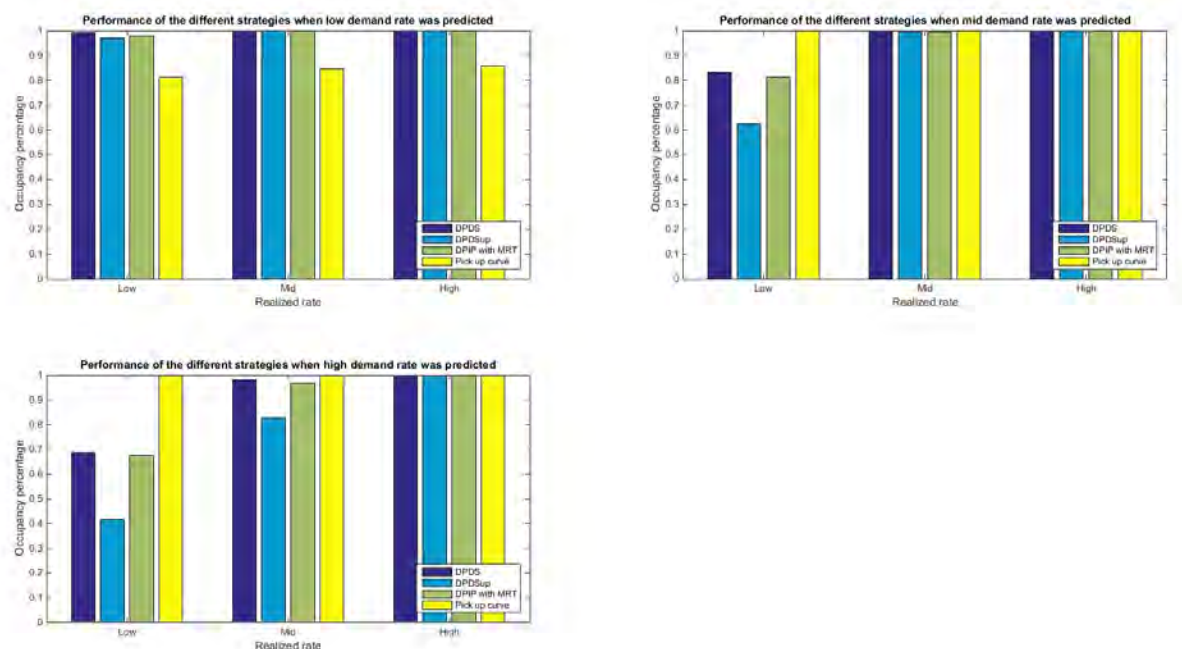 Performance of the different strategies when low demand rate was predicted
Occupancy percentage
1
0.9
0.8
0.7
0.6
0.5
0.4
0.3
0.2
0.1
0
Low
Mid
High
Realized rate
DPDS
DPDSup
DPIP with MRT
Pick up curve
Performance of the different strategies when mid demand rate was predicted
Occupancy percentage
1
0.9
0.8
0.7
0.6
0.5
0.4
0.3
0.2
0.1
0
Low
Mid
High
Realized rate
DPDS
DPDSup
DPIP with MRT
Pick up curve
Performance of the different strategies when high demand rate was predicted
Occupancy percentage
1
0.9
0.8
0.7
0.6
0.5
0.4
0.3
0.2
0.1
0
Low
Mid
High
Realized rate
DPDS
DPDSup
DPIP with MRT
Pick up curve